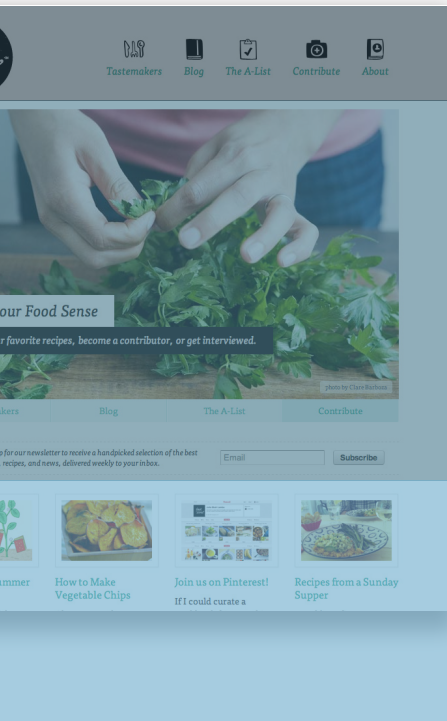 Tastemakers
Blog
The A-List
Contribute
About
our Food Sense
favorite recipes, become a contributor, or get interviewed.
photo by Clare Barboza
kers
Blog
The A-List
Contribute
for our newsletter to receive a handpicked selection of the best
recipes, and news, delivered weekly to your inbox.
Email
Subscribe
ummer
How to Make
Vegetable Chips
Join us on Pinterest!
If I could curate a
Recipes from a Sunday
Supper